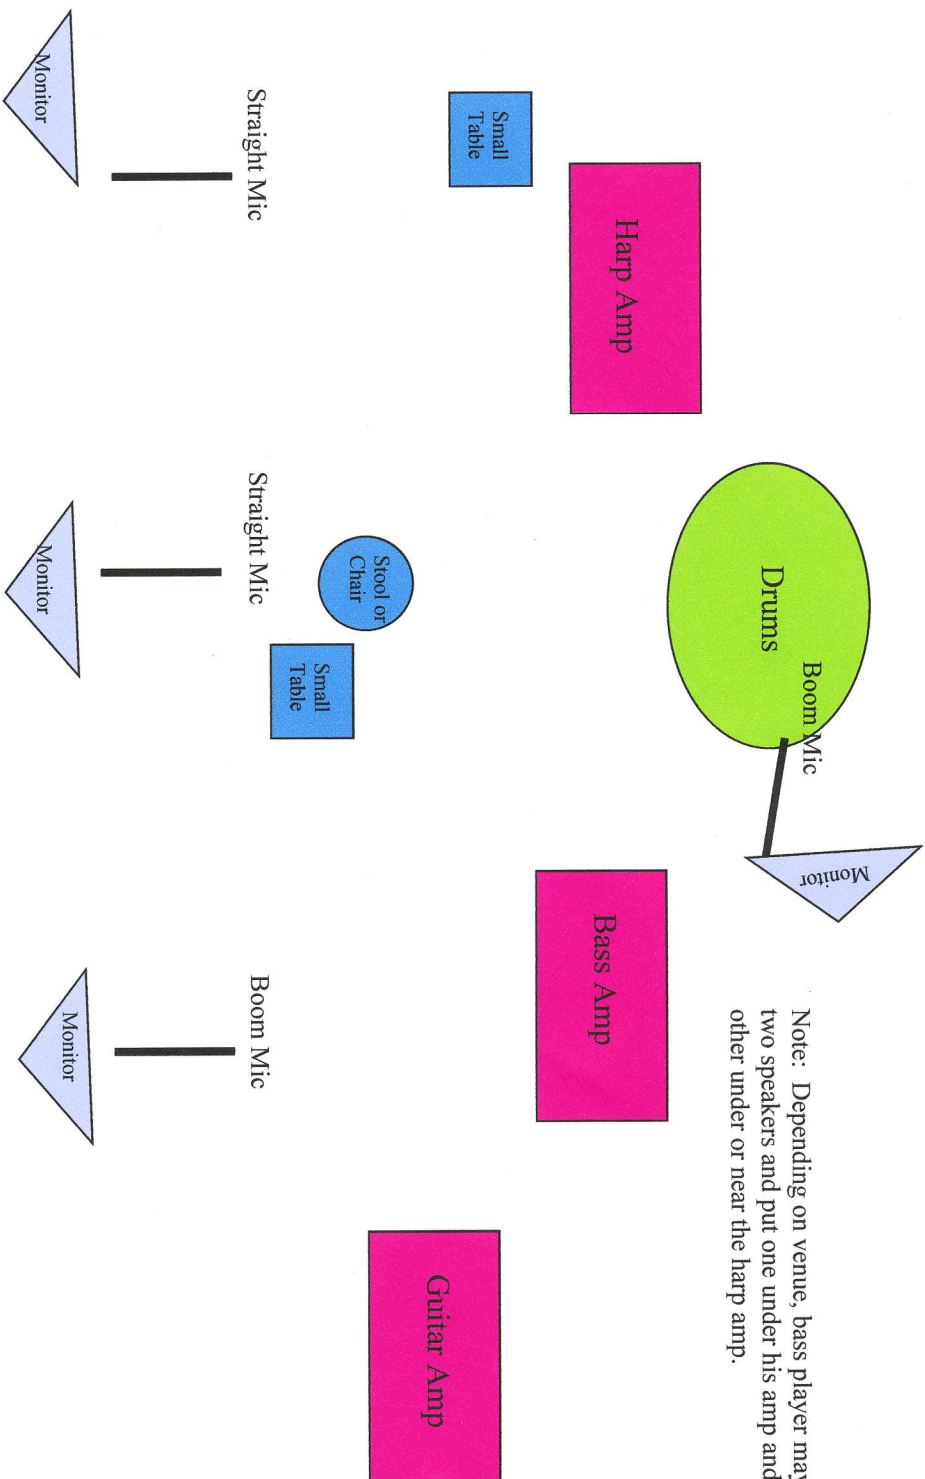 Note: Depending on venue, bass player may
two speakers and put one under his amp and
other under or near the harp amp.
Boom Mic
Drums
Monitor
Harp Amp
Bass Amp
Small
Table
Guitar Amp
Stool or
Chair
Small
Table
Straight Mic
Straight Mic
Boom Mic
Monitor
Monitor
Monitor